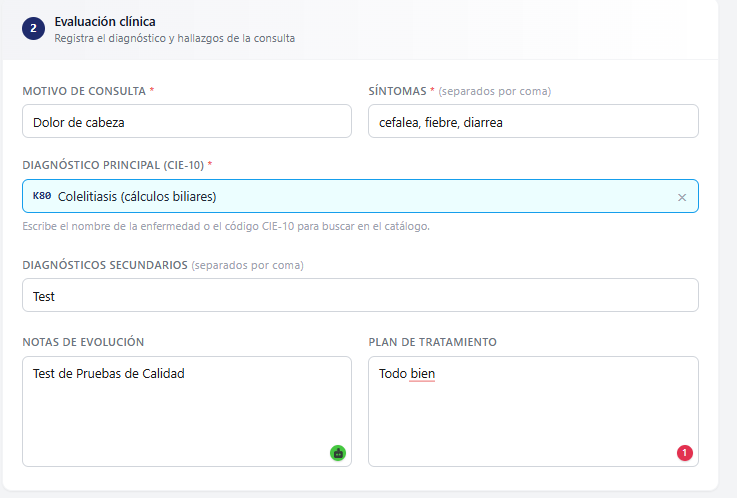 2
Evaluación clínica
Registra el diagnóstico y hallazgos de la consulta
MOTIVO DE CONSULTA *
Dolor de cabeza
SÍNTOMAS * (separados por coma)
cefalea, fiebre, diarrea
DIAGNÓSTICO PRINCIPAL (CIE-10) *
K80 Colelitiasis (cálculos biliares)
Escribe el nombre de la enfermedad o el código CIE-10 para buscar en el catálogo.
DIAGNÓSTICOS SECUNDARIOS (separados por coma)
Test
NOTAS DE EVOLUCIÓN
Test de Pruebas de Calidad
PLAN DE TRATAMIENTO
Todo bien
1